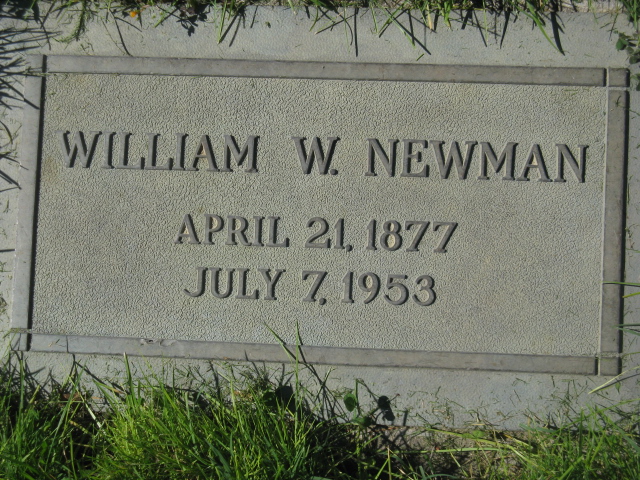 WILLIAM W. NEWMAN
APRIL 21, 1877
JULY 7, 1953